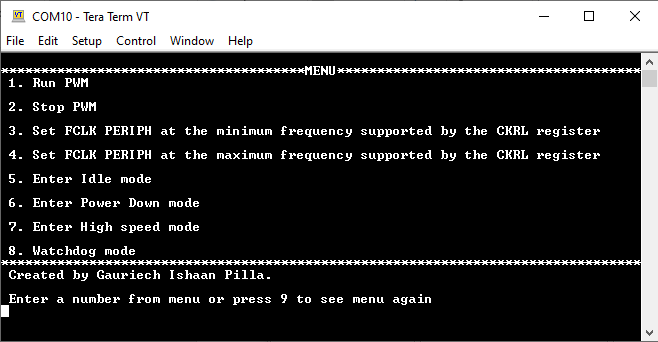 COM10 - Tera Term VT
File Edit Setup Control Window Help
**************************************MENU**************************************
1. Run PWM
2. Stop PWM
3. Set FCLK PERIPH at the minimum frequency supported by the CKRL register
4. Set FCLK PERIPH at the maximum frequency supported by the CKRL register
5. Enter Idle mode
6. Enter Power Down mode
7. Enter High speed mode
8. Watchdog mode
********************************************************************************
Created by Gauriech Ishaan Pilla.
Enter a number from menu or press 9 to see menu again